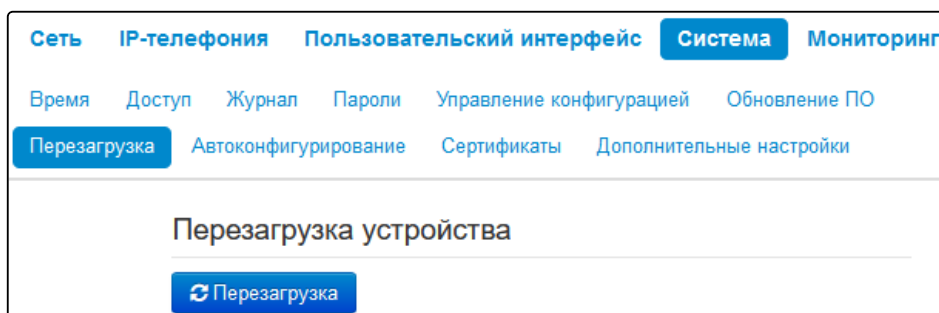 Сеть IP-телефония Пользовательский интерфейс Система Мониторинг
Время Доступ Журнал Пароли Управление конфигурацией Обновление ПО
Перезагрузка Автоконфигурирование Сертификаты Дополнительные настройки
Перезагрузка устройства
Перезагрузка